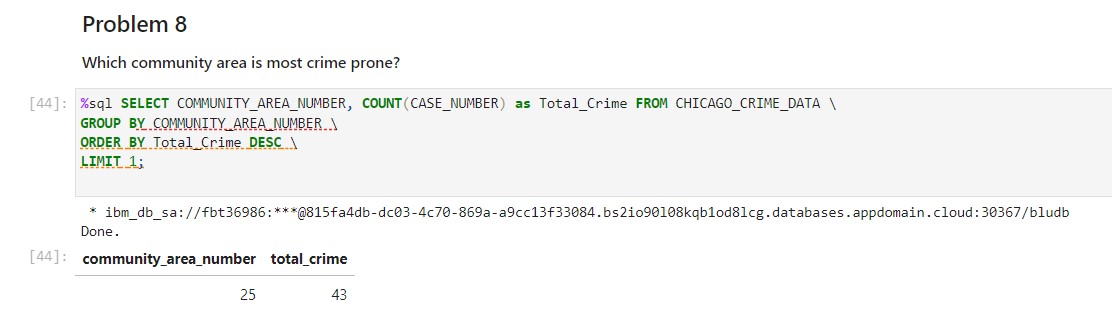 Problem 8
Which community area is most crime prone?
[44]: %sql SELECT COMMUNITY_AREA_NUMBER, COUNT(CASE_NUMBER) as Total_Crime FROM CHICAGO_CRIME_DATA \
GROUP BY COMMUNITY_AREA_NUMBER \
ORDER BY Total_Crime DESC \
LIMIT 1;
* ibm_db_sa://fbt36986:***@815fa4db-dc03-4c70-869a-a9cc13f33084.bs2io90l08kqb1od8lcg.databases.appdomain.cloud:30367/bludb
Done.
[44]: community_area_number total_crime
25 43